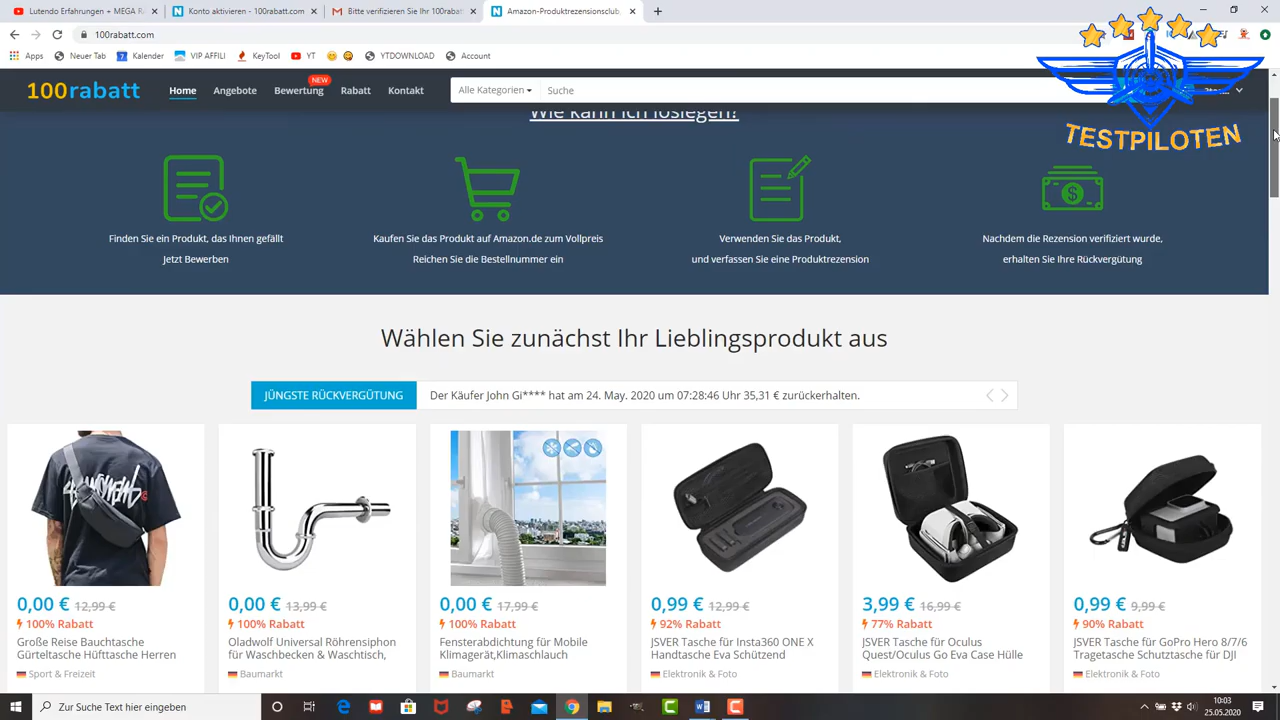 Lutendo Erfahrungen + MEGA R
Konto aktivieren - 100rabatt.com
Bitte verifizieren Sie Ihr 100rabatt
Amazon-Produktrezensionsclub,
100rabatt.com
Apps
Neuer Tab
Kalender
VIP AFFILI
KeyTool
YT
YTDOWNLOAD
Account
100rabatt
Home
Angebote
Bewertung
NEW
Rabatt
Kontakt
Alle Kategorien
Suche
TESTPILOTEN
Wie kann ich loslegen?
Finden Sie ein Produkt, das Ihnen gefällt
Jetzt Bewerben
Kaufen Sie das Produkt auf Amazon.de zum Vollpreis
Reichen Sie die Bestellnummer ein
Verwenden Sie das Produkt,
und verfassen Sie eine Produktrezension
Nachdem die Rezension verifiziert wurde,
erhalten Sie Ihre Rückvergütung
Wählen Sie zunächst Ihr Lieblingsprodukt aus
JÜNGSTE RÜCKVERGÜTUNG
Der Käufer John Gi**** hat am 24. May. 2020 um 07:28:46 Uhr 35,31 € zurückerhalten.
0,00 € 12,99 €
100% Rabatt
Große Reise Bauchtasche
Gürteltasche Hüfttasche Herren
Sport & Freizeit
0,00 € 13,99 €
100% Rabatt
Oladwolf Universal Röhrensiphon
für Waschbecken & Waschtisch,
Baumarkt
0,00 € 17,99 €
100% Rabatt
Fensterabdichtung für Mobile
Klimagerät,Klimaschlauch
Baumarkt
0,99 € 12,99 €
92% Rabatt
JSVER Tasche für Insta360 ONE X
Handtasche Eva Schützend
Elektronik & Foto
3,99 € 16,99 €
77% Rabatt
JSVER Tasche für Oculus
Quest/Oculus Go Eva Case Hülle
Elektronik & Foto
0,99 € 9,99 €
90% Rabatt
JSVER Tasche für GoPro Hero 8/7/6
Tragetasche Schutztasche für DJI
Elektronik & Foto
Zur Suche Text hier eingeben
10:03
25.05.2020